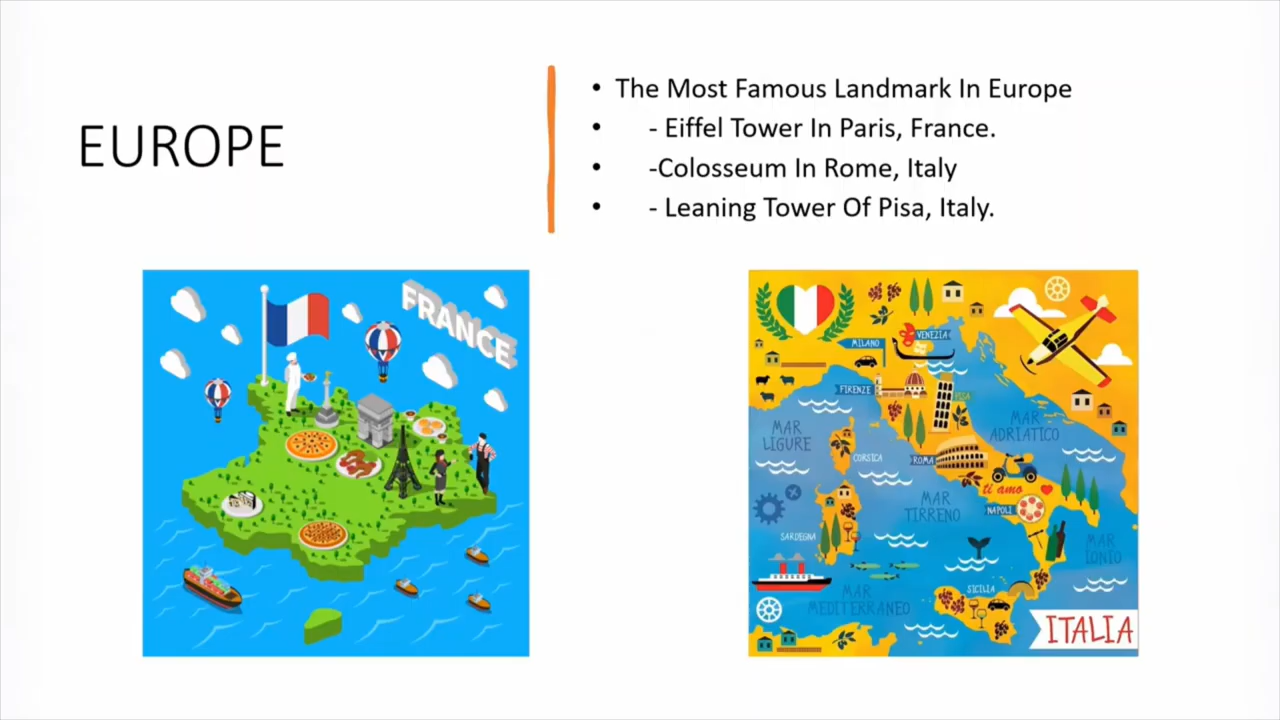 EUROPE
• The Most Famous Landmark In Europe
• - Eiffel Tower In Paris, France.
• -Colosseum In Rome, Italy
• - Leaning Tower Of Pisa, Italy.
FRANCE
VENEZIA
MILANO
FIRENZE
PISA
MAR
LIGURE
MAR
ADRIATICO
CORSICA
ROMA
ti amo
MAR
TIRRENO
NAPOLI
SARDEGNA
MAR
IONIO
SICILIA
MAR
MEDITERRANEO
ITALIA